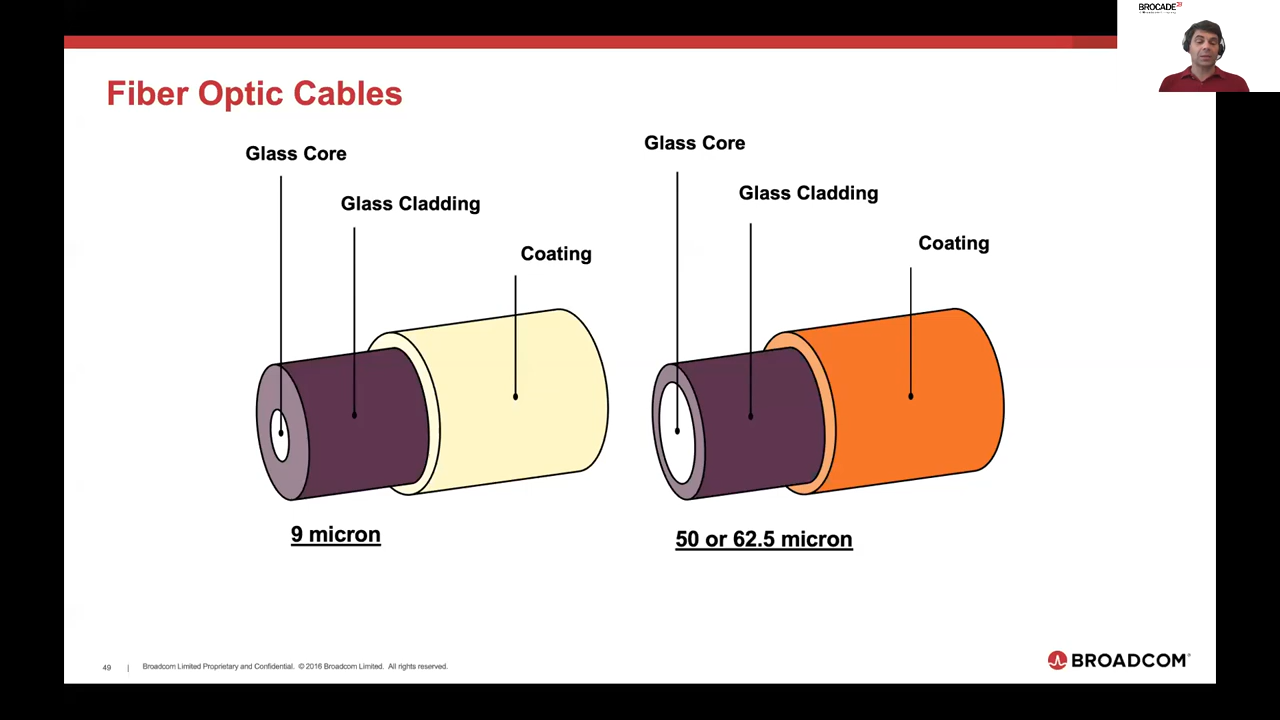 BROCADE
Fiber Optic Cables
Glass Core
Glass Cladding
Coating
9 micron
Glass Core
Glass Cladding
Coating
50 or 62.5 micron
49 | Broadcom Limited Proprietary and Confidential. © 2016 Broadcom Limited. All rights reserved.
BROADCOM®